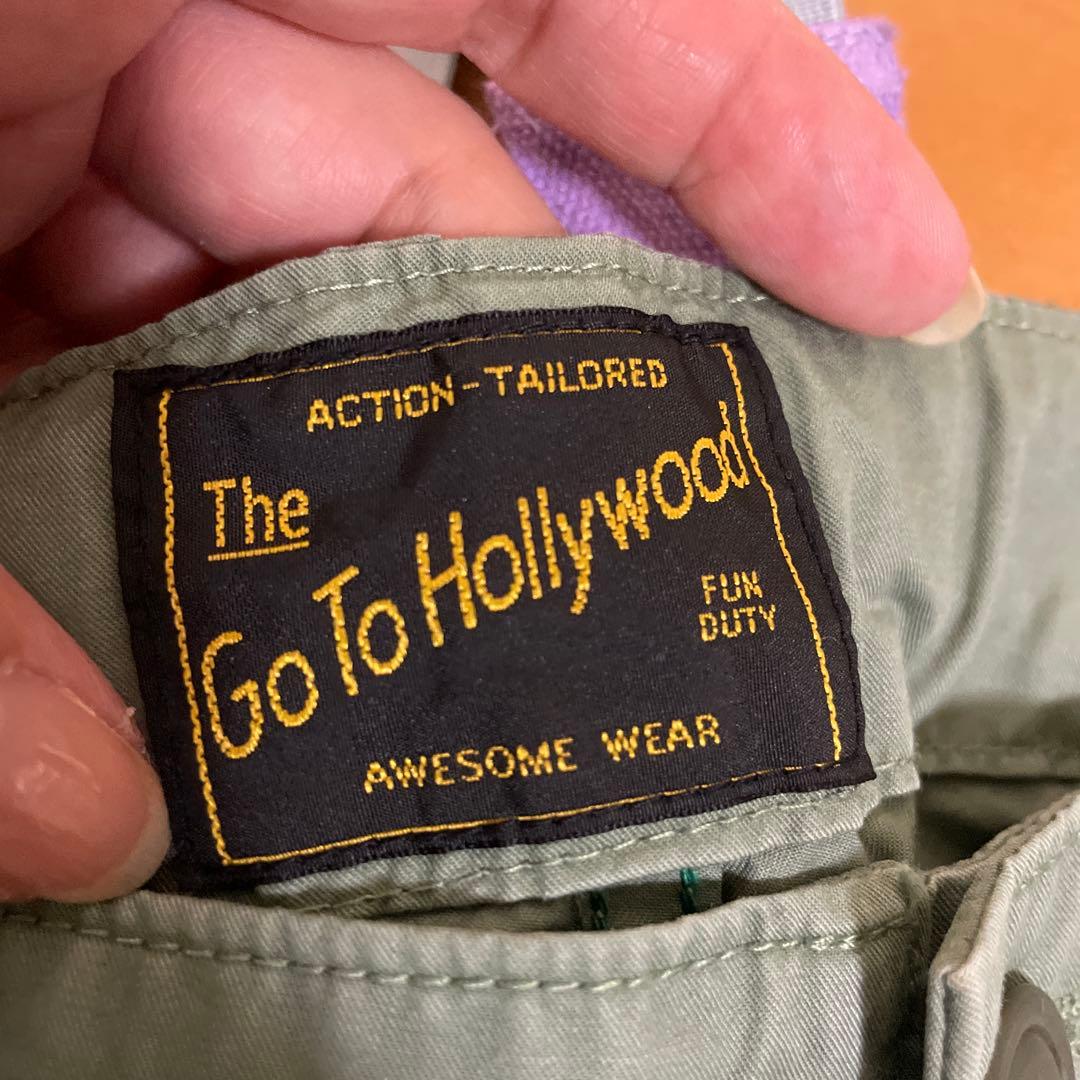 ACTION-TAILORED
The
Go To Hollywood
FUN
DUTY
AWESOME WEAR